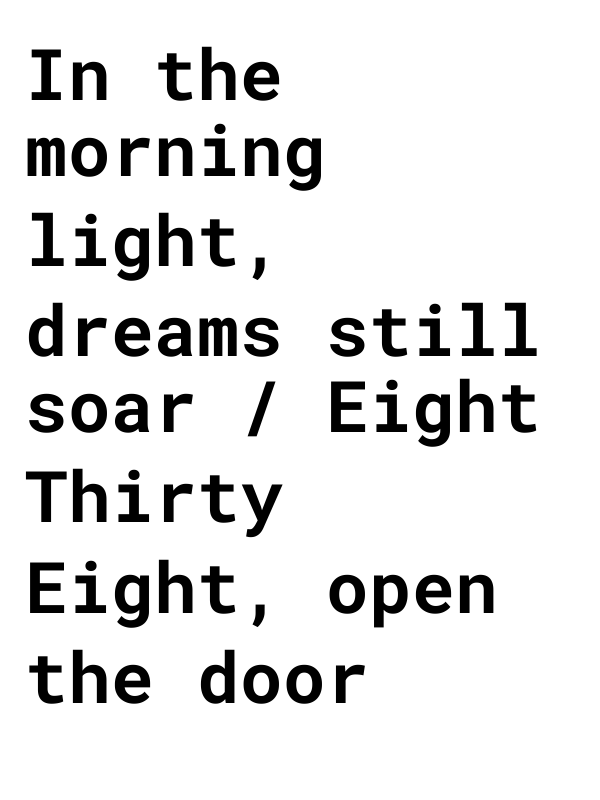 In the
morning
light,
dreams still
soar / Eight
Thirty
Eight, open
the door